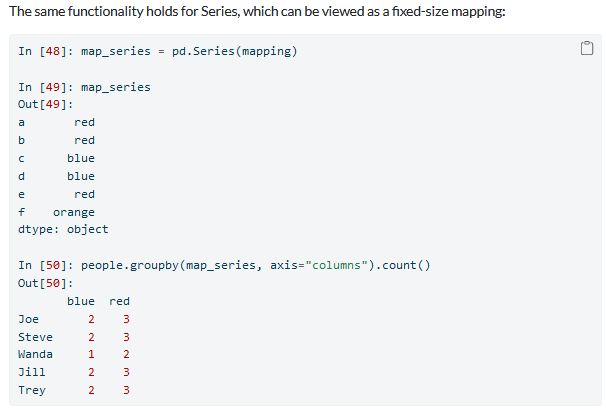 The same functionality holds for Series, which can be viewed as a fixed-size mapping:
In [48]: map_series = pd.Series(mapping)
In [49]: map_series
Out[49]:
a       red
b       red
c      blue
d      blue
e       red
f    orange
dtype: object
In [50]: people.groupby(map_series, axis="columns").count()
Out[50]:
       blue  red
Joe       2    3
Steve     2    3
Wanda     1    2
Jill      2    3
Trey      2    3